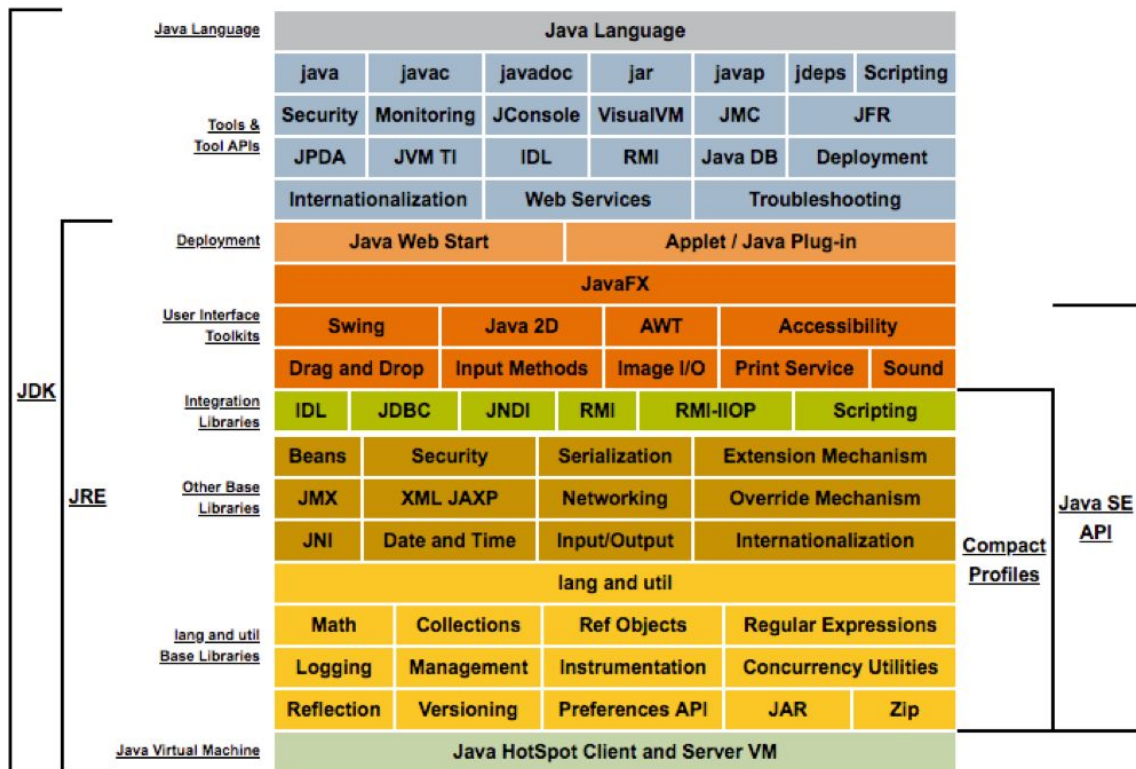 Java Language Java Language
java javac javadoc jar javap jdeps Scripting
Security Monitoring JConsole VisualVM JMC JFR
Tools &
Tool APIs
JPDA JVM TI IDL RMI Java DB Deployment
Internationalization Web Services Troubleshooting
Deployment Java Web Start Applet / Java Plug-in
JavaFX
User Interface
Toolkits
Swing Java 2D AWT Accessibility
Drag and Drop Input Methods Image I/O Print Service Sound
JDK
Integration
Libraries
IDL JDBC JNDI RMI RMI-IIOP Scripting
Beans Security Serialization Extension Mechanism
JRE
Other Base
Libraries
JMX XML JAXP Networking Override Mechanism
Java SE
API
JNI Date and Time Input/Output Internationalization
Compact
Profiles
lang and util
Math Collections Ref Objects Regular Expressions
lang and util
Base Libraries
Logging Management Instrumentation Concurrency Utilities
Reflection Versioning Preferences API JAR Zip
Java Virtual Machine Java HotSpot Client and Server VM